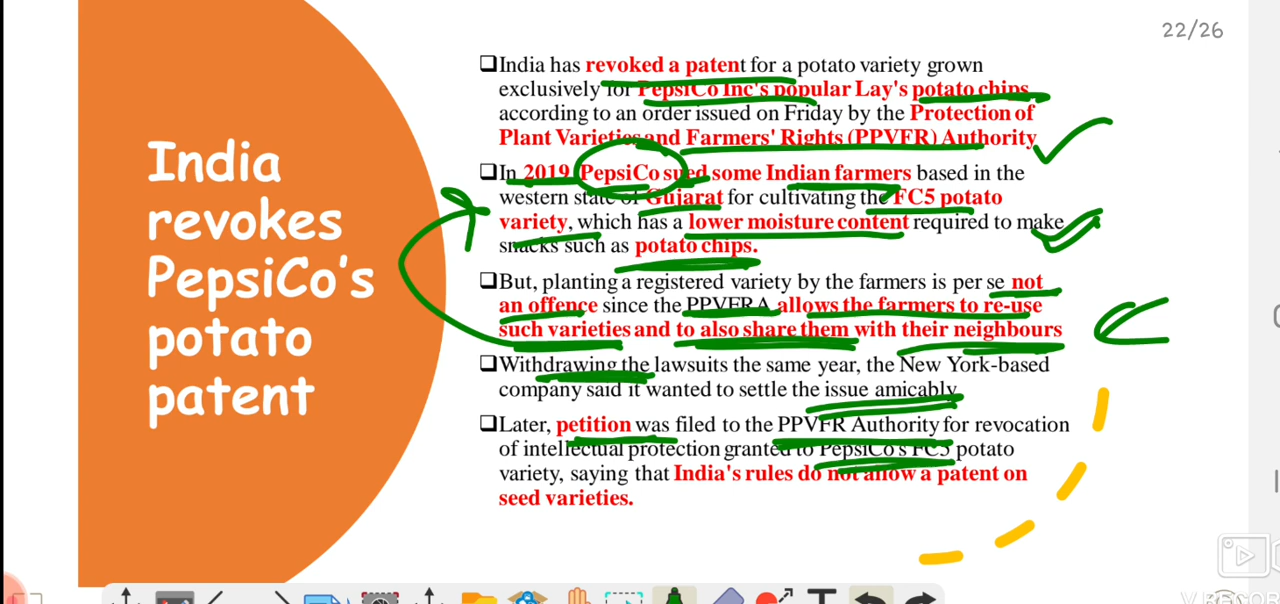 22/26
India
revokes
PepsiCo's
potato
patent
❑India has revoked a patent for a potato variety grown
exclusively for PepsiCo Inc's popular Lay's potato chips,
according to an order issued on Friday by the Protection of
Plant Varieties and Farmers' Rights (PPVFR) Authority
❑In 2019 PepsiCo sued some Indian farmers based in the
western state of Gujarat for cultivating the FC5 potato
variety, which has a lower moisture content required to make
snacks such as potato chips.
❑But, planting a registered variety by the farmers is per se not
an offence since the PPVFRA allows the farmers to re-use
such varieties and to also share them with their neighbours
❑Withdrawing the lawsuits the same year, the New York-based
company said it wanted to settle the issue amicably
❑Later, petition was filed to the PPVFR Authority for revocation
of intellectual protection granted to PepsiCo's FC5 potato
variety, saying that India's rules do not allow a patent on
seed varieties.